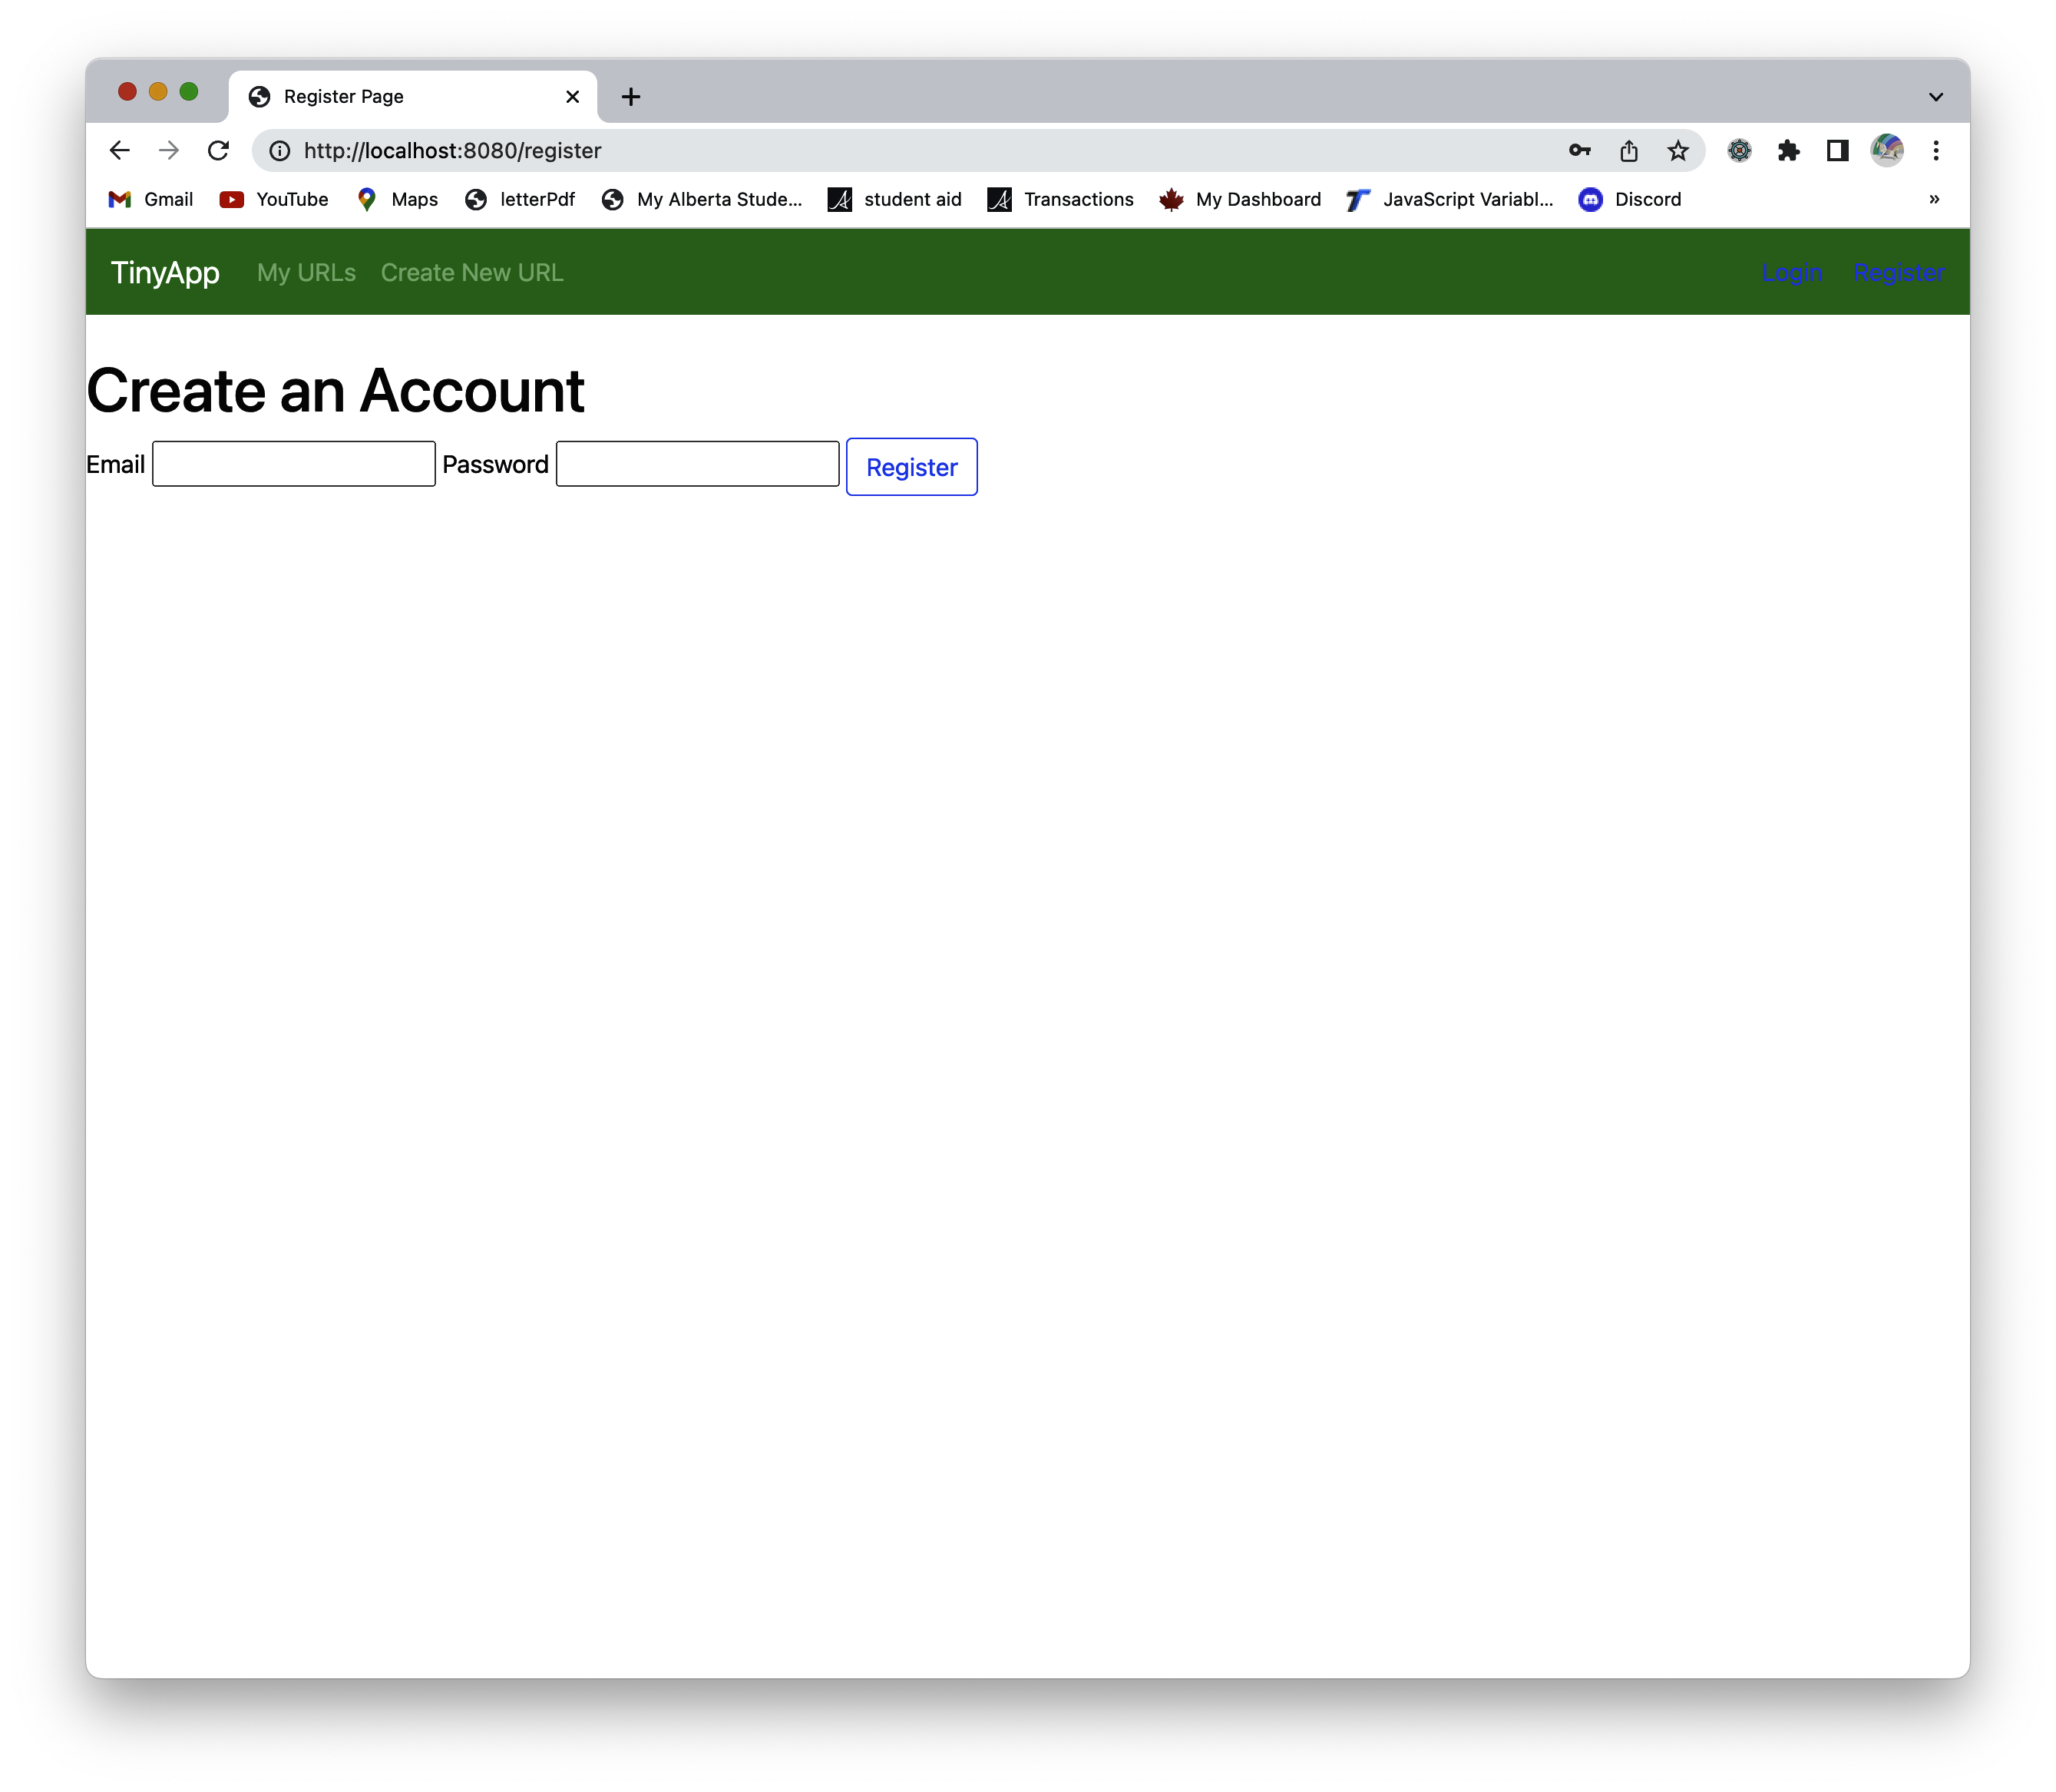 Register Page
http://localhost:8080/register
Gmail YouTube Maps letterPdf My Alberta Stude... student aid Transactions My Dashboard JavaScript Variabl... Discord »
TinyApp My URLs Create New URL Login Register
Create an Account
Email Password Register